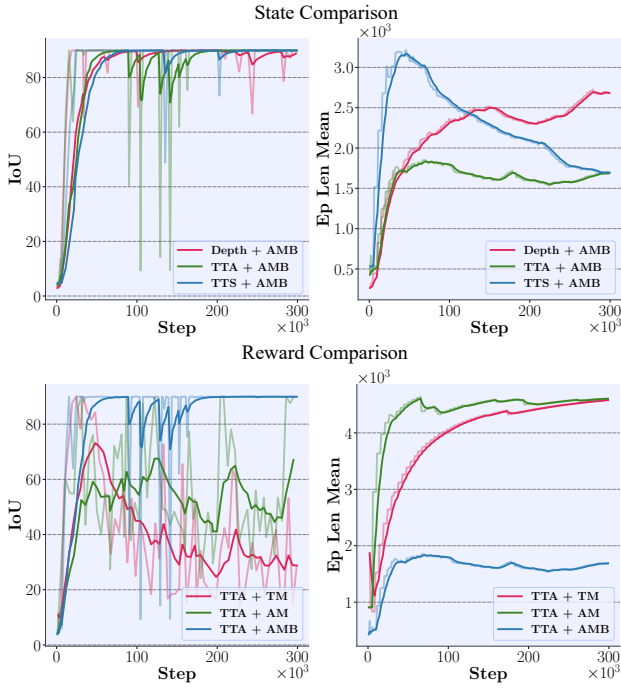 State Comparison
×10³
80
60
40
20
0
IoU
Depth + AMB
TTA + AMB
TTS + AMB
0
100
200
300
Step
×10³
3.0
2.5
2.0
1.5
1.0
0.5
Ep Len Mean
Depth + AMB
TTA + AMB
TTS + AMB
0
100
200
300
Step
×10³
Reward Comparison
80
60
40
20
0
IoU
TTA + TM
TTA + AM
TTA + AMB
0
100
200
300
Step
×10³
×10³
4
3
2
1
Ep Len Mean
TTA + TM
TTA + AM
TTA + AMB
0
100
200
300
Step
×10³